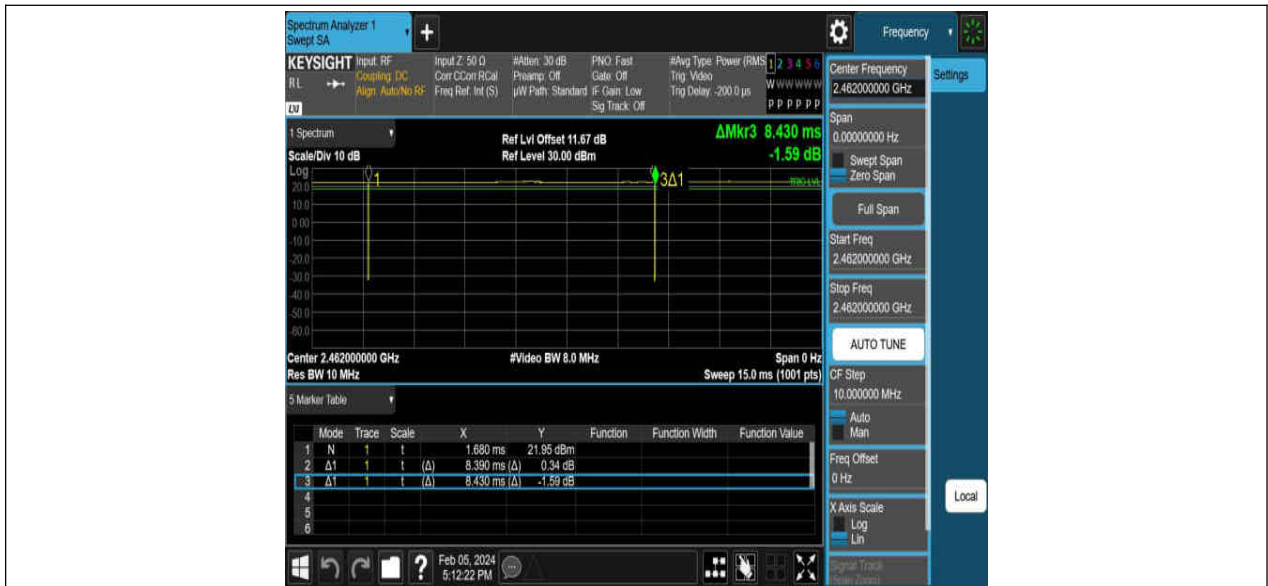 Spectrum Analyzer 1
Swept SA
+
Frequency
KEYSIGHT
RL
LXI
Input: RF
Coupling: DC
Align: Auto/No RF
Input Z: 50 Ω
Corr CCorr RCal
Freq Ref: Int (S)
#Atten: 30 dB
Preamp: Off
µW Path: Standard
PNO: Fast
Gate: Off
IF Gain: Low
Sig Track: Off
#Avg Type: Power (RMS
Trig: Video
Trig Delay: -200.0 µs
1 2 3 4 5 6
W W W W W W
P P P P P P
1 Spectrum
Scale/Div 10 dB
Ref Lvl Offset 11.67 dB
Ref Level 30.00 dBm
ΔMkr3 8.430 ms
-1.59 dB
Log
1
3Δ1
TRIG LVL
20.0
10.0
0.00
-10.0
-20.0
-30.0
-40.0
-50.0
-60.0
Center 2.462000000 GHz
#Video BW 8.0 MHz
Span 0 Hz
Res BW 10 MHz
Sweep 15.0 ms (1001 pts)
5 Marker Table
Mode Trace Scale X Y Function Function Width Function Value
1 N 1 t 1.680 ms 21.95 dBm
2 Δ1 1 t (Δ) 8.390 ms (Δ) 0.34 dB
3 Δ1 1 t (Δ) 8.430 ms (Δ) -1.59 dB
4
5
6
?
Feb 05, 2024
5:12:22 PM
Center Frequency
2.462000000 GHz
Settings
Span
0.00000000 Hz
Swept Span
Zero Span
Full Span
Start Freq
2.462000000 GHz
Stop Freq
2.462000000 GHz
AUTO TUNE
CF Step
10.000000 MHz
Auto
Man
Freq Offset
0 Hz
X Axis Scale
Log
Lin
Local
Signal Track
(Span Zoom)